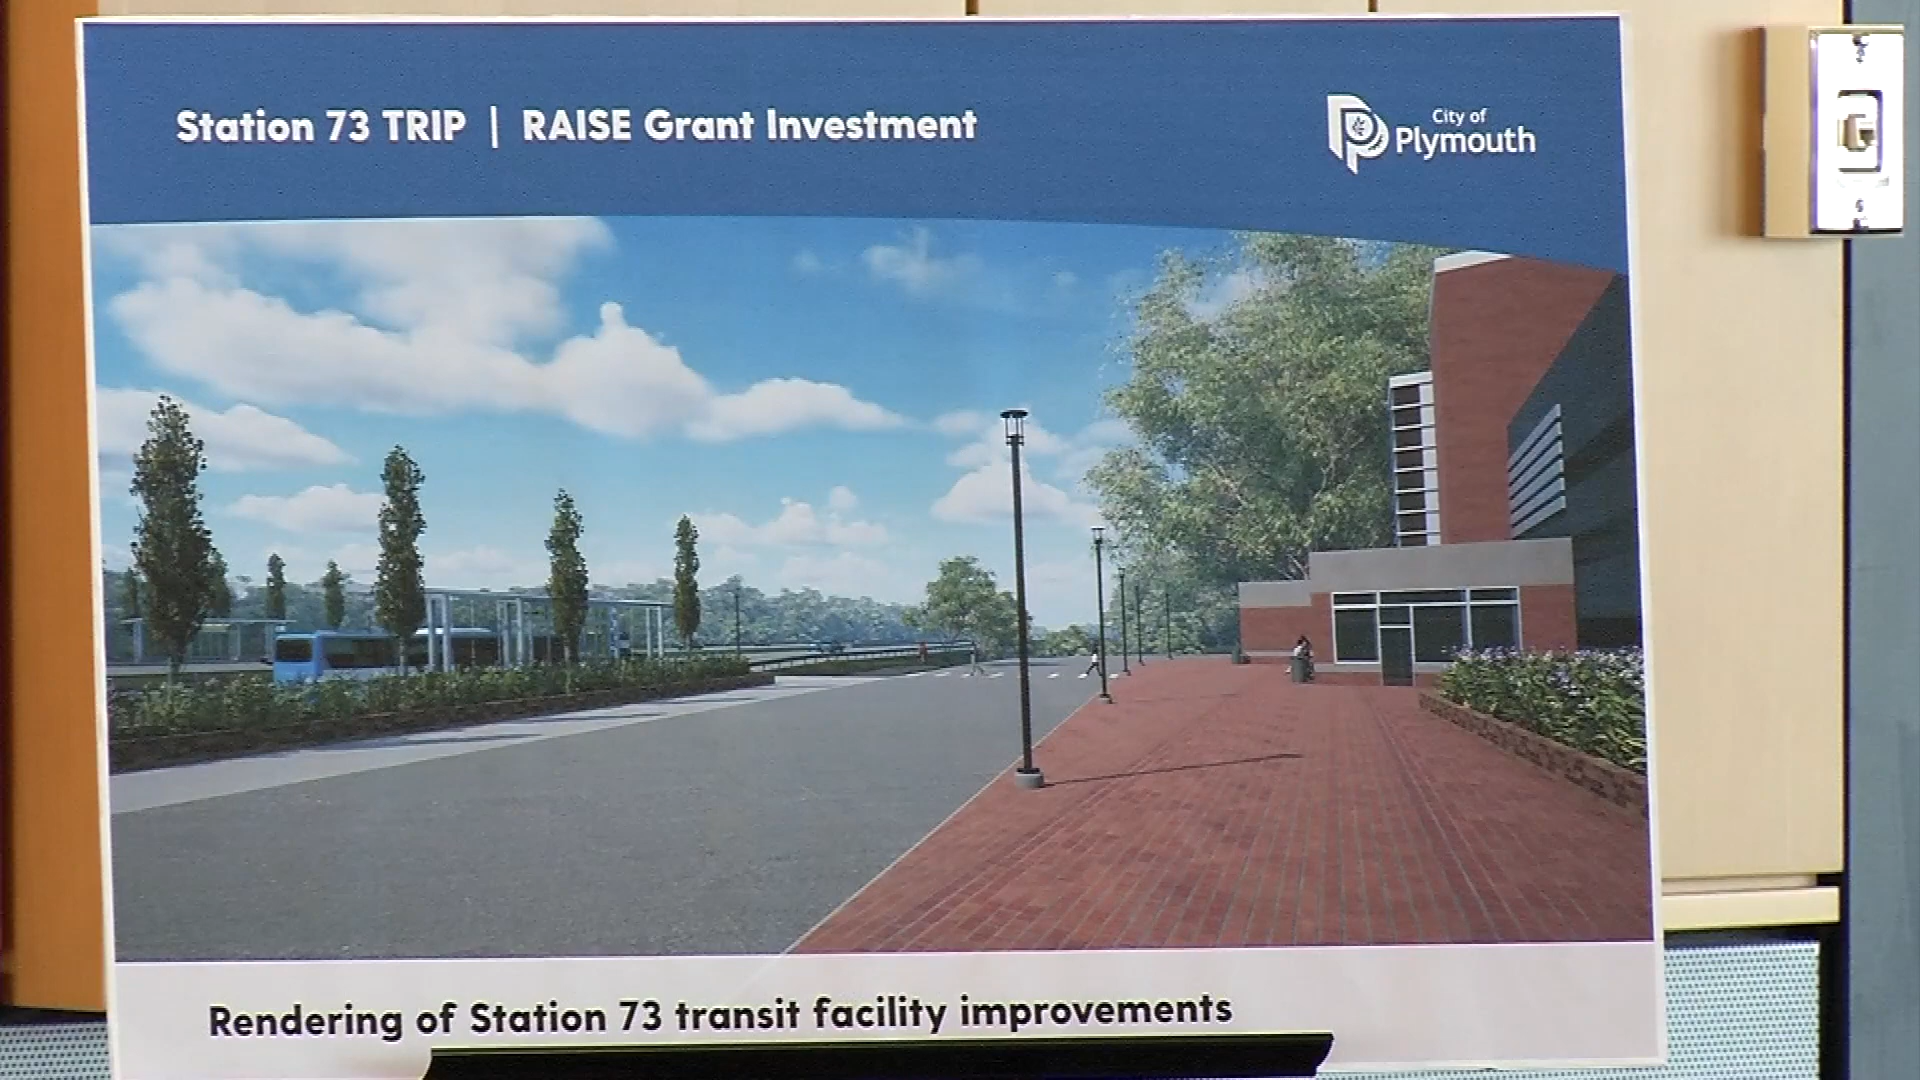 Station 73 TRIP | RAISE Grant Investment
City of
Plymouth
Rendering of Station 73 transit facility improvements